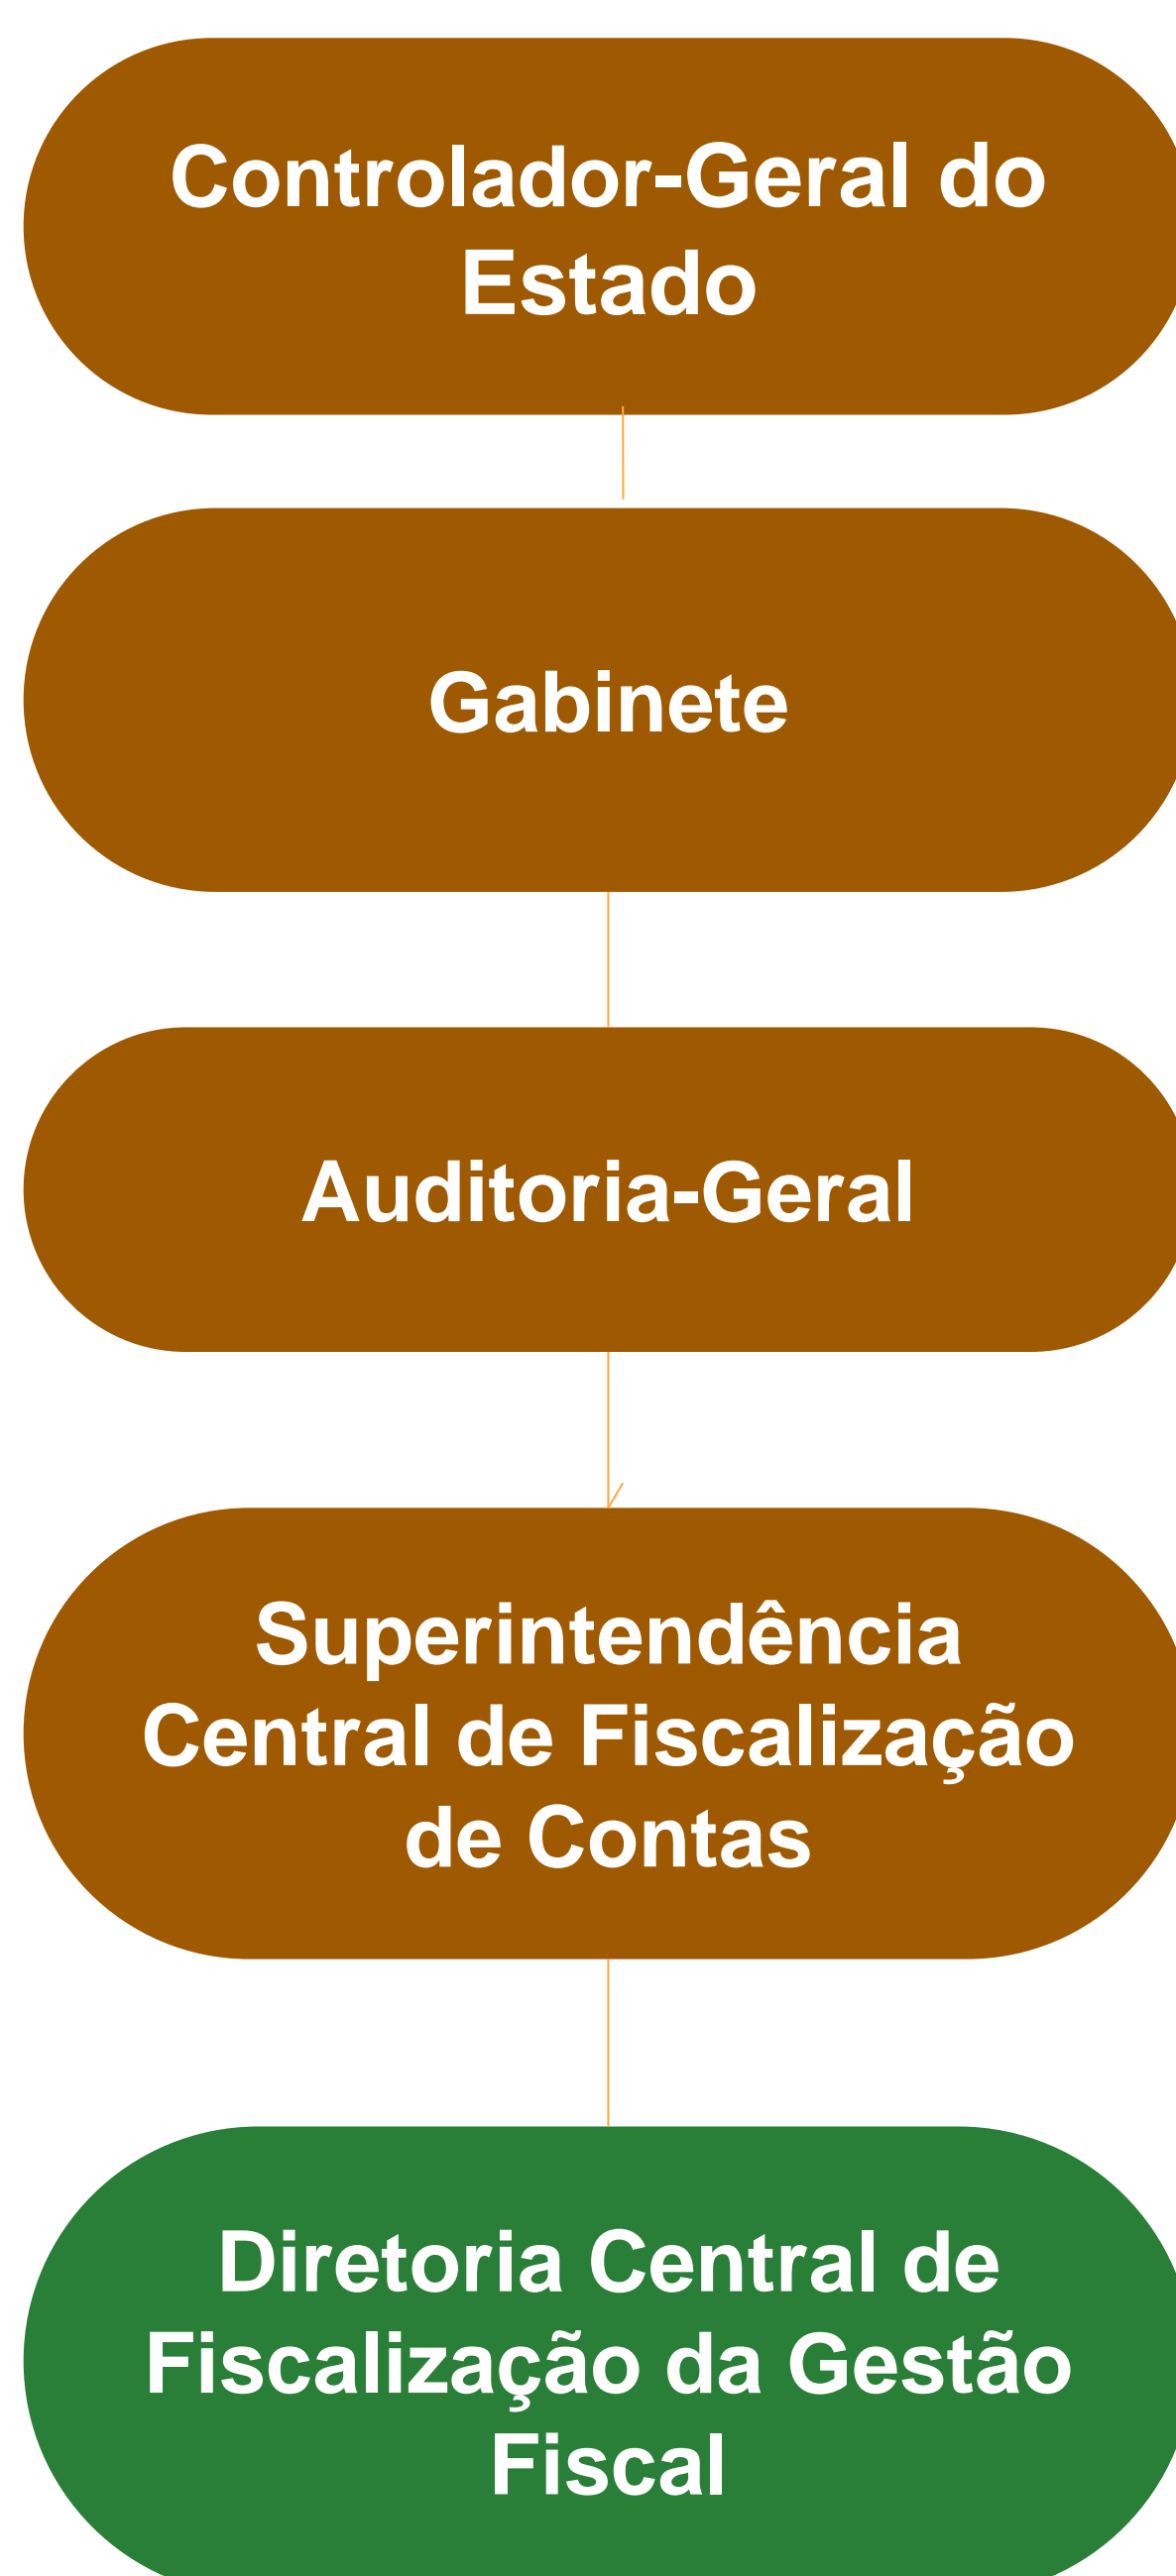 Controlador-Geral do
Estado
Gabinete
Auditoria-Geral
Superintendência
Central de Fiscalização
de Contas
Diretoria Central de
Fiscalização da Gestão
Fiscal